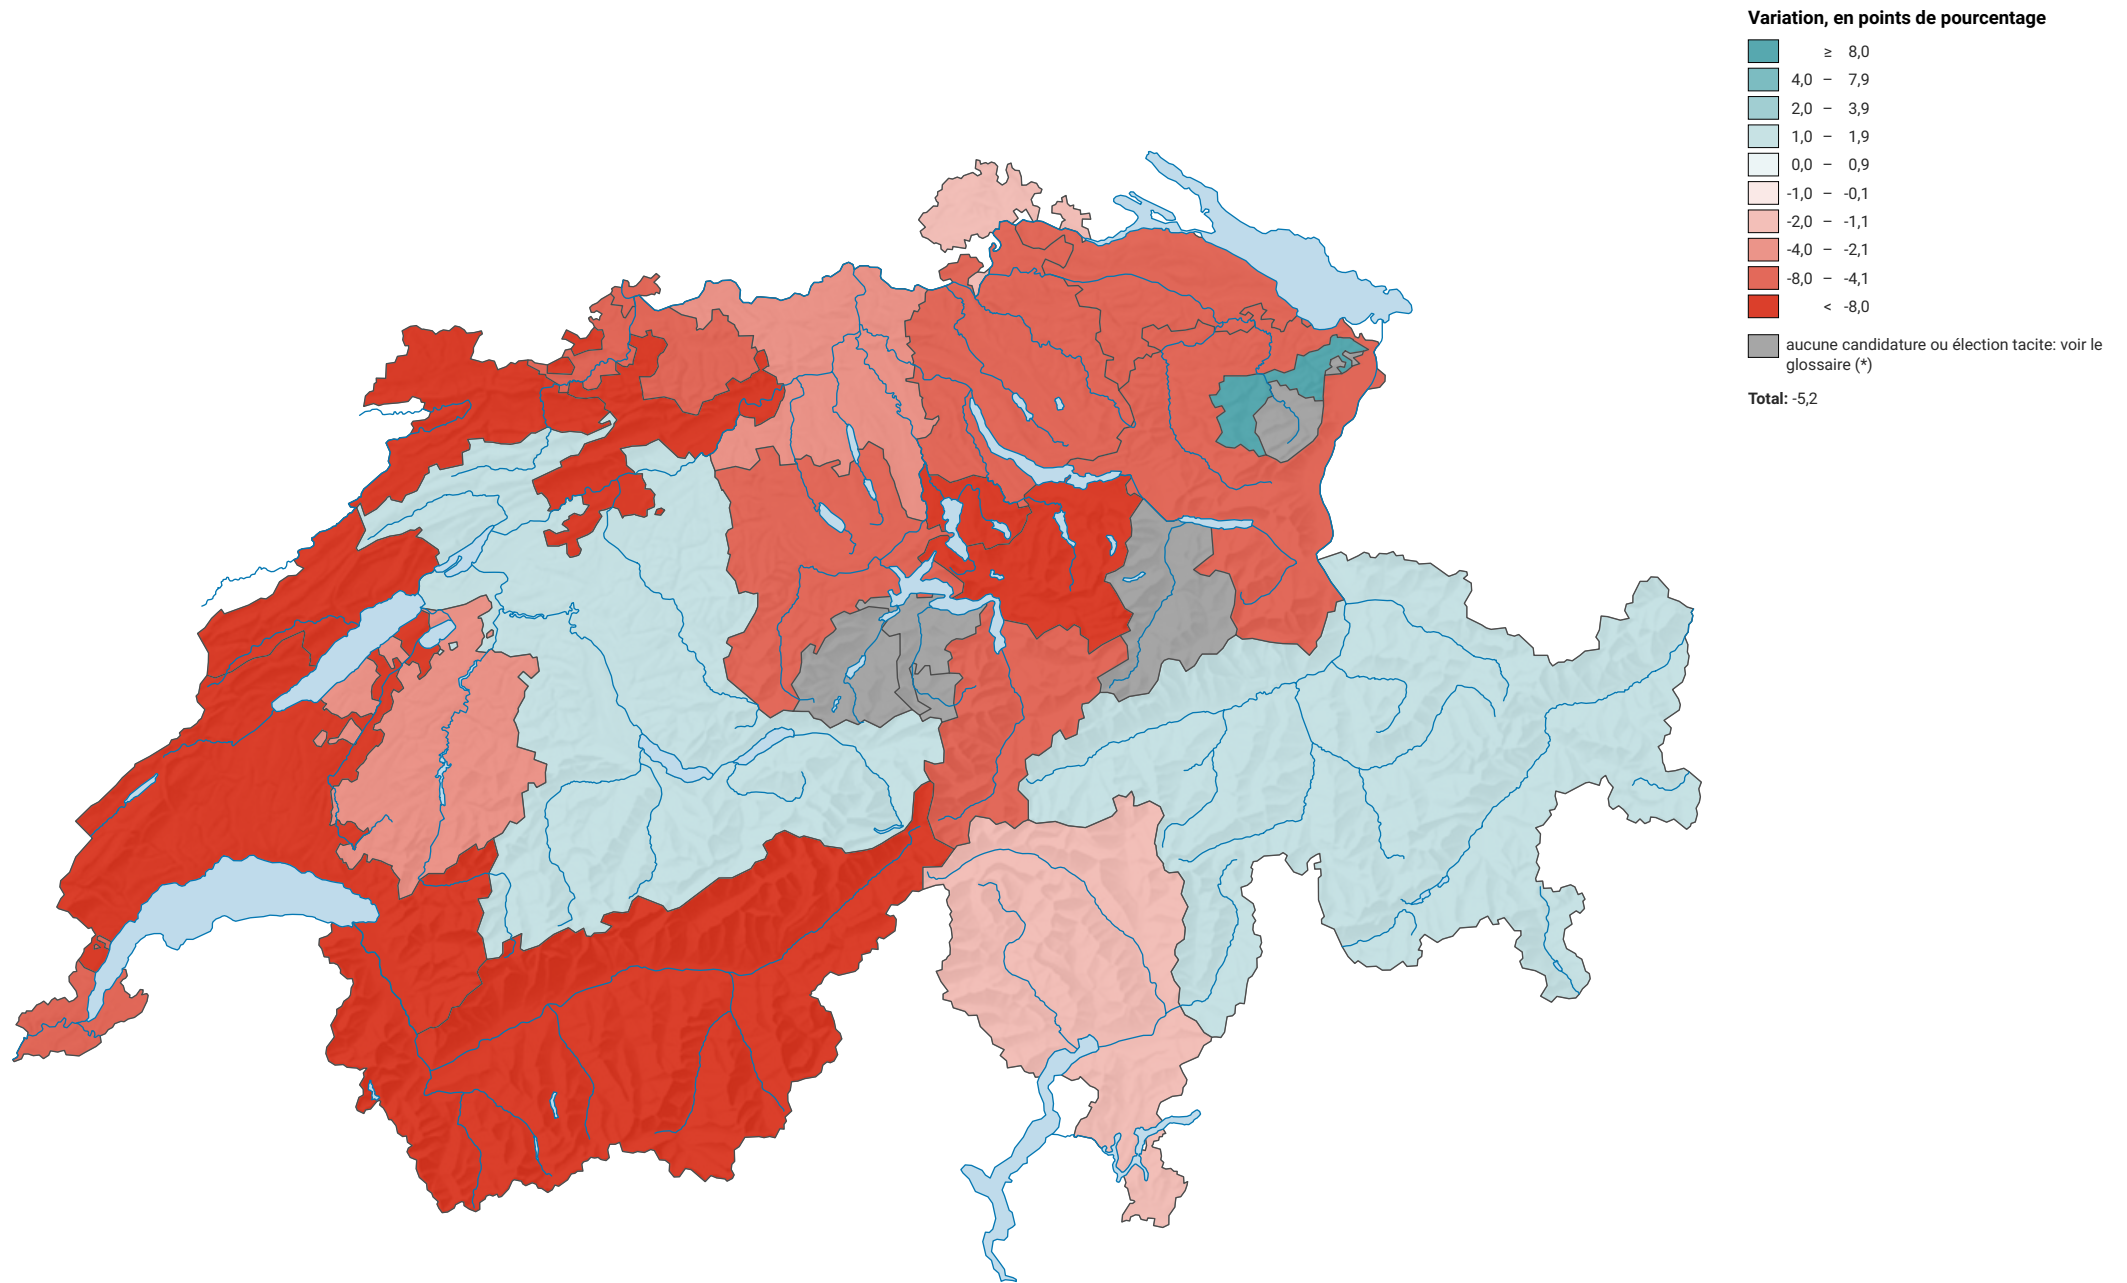 Variation, en points de pourcentage
≥ 8,0
4,0 – 7,9
2,0 – 3,9
1,0 – 1,9
0,0 – 0,9
-1,0 – -0,1
-2,0 – -1,1
-4,0 – -2,1
-8,0 – -4,1
< -8,0
aucune candidature ou élection tacite: voir le
glossaire (*)
Total: -5,2